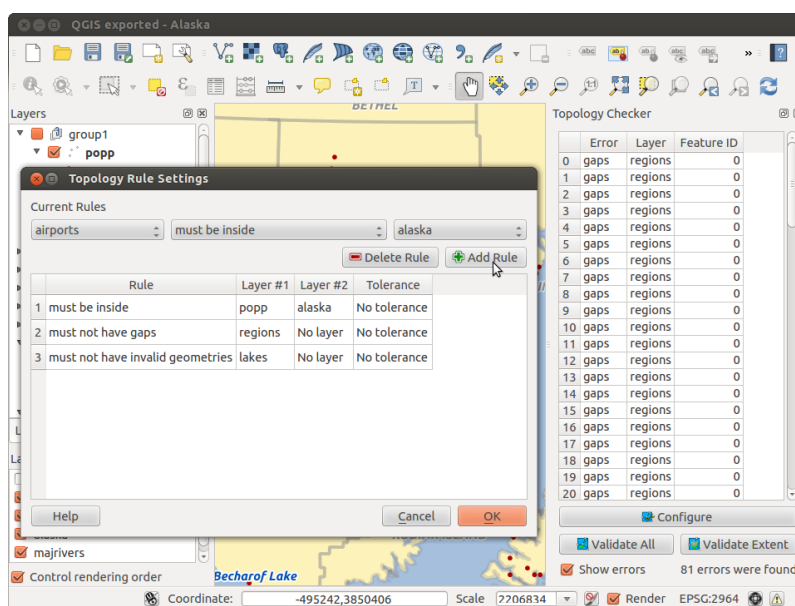 QGIS exported - Alaska
Layers
group1
popp
BETHEL
Topology Checker
Error Layer Feature ID
0 gaps regions 0
1 gaps regions 0
2 gaps regions 0
3 gaps regions 0
4 gaps regions 0
5 gaps regions 0
6 gaps regions 0
7 gaps regions 0
8 gaps regions 0
9 gaps regions 0
10 gaps regions 0
11 gaps regions 0
12 gaps regions 0
13 gaps regions 0
14 gaps regions 0
15 gaps regions 0
16 gaps regions 0
17 gaps regions 0
18 gaps regions 0
19 gaps regions 0
20 gaps regions 0
Configure
Validate All Validate Extent
Show errors 81 errors were found
Topology Rule Settings
Current Rules
airports must be inside alaska
Delete Rule Add Rule
Rule Layer #1 Layer #2 Tolerance
1 must be inside popp alaska No tolerance
2 must not have gaps regions No layer No tolerance
3 must not have invalid geometries lakes No layer No tolerance
Help Cancel OK
majrivers
Control rendering order
Becharof Lake
Coordinate: -495242,3850406 Scale 2206834 Render EPSG:2964